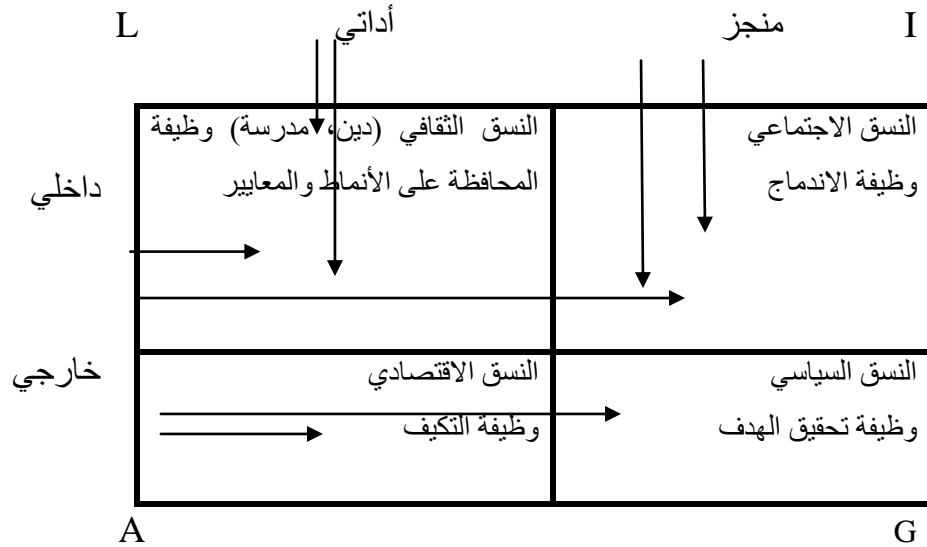 L أداتي منجز I
النسق الثقافي (دين، مدرسة) وظيفة
المحافظة على الأنماط والمعايير
النسق الاجتماعي
وظيفة الاندماج
داخلي
خارجي
النسق الاقتصادي
وظيفة التكيف
النسق السياسي
وظيفة تحقيق الهدف
A G